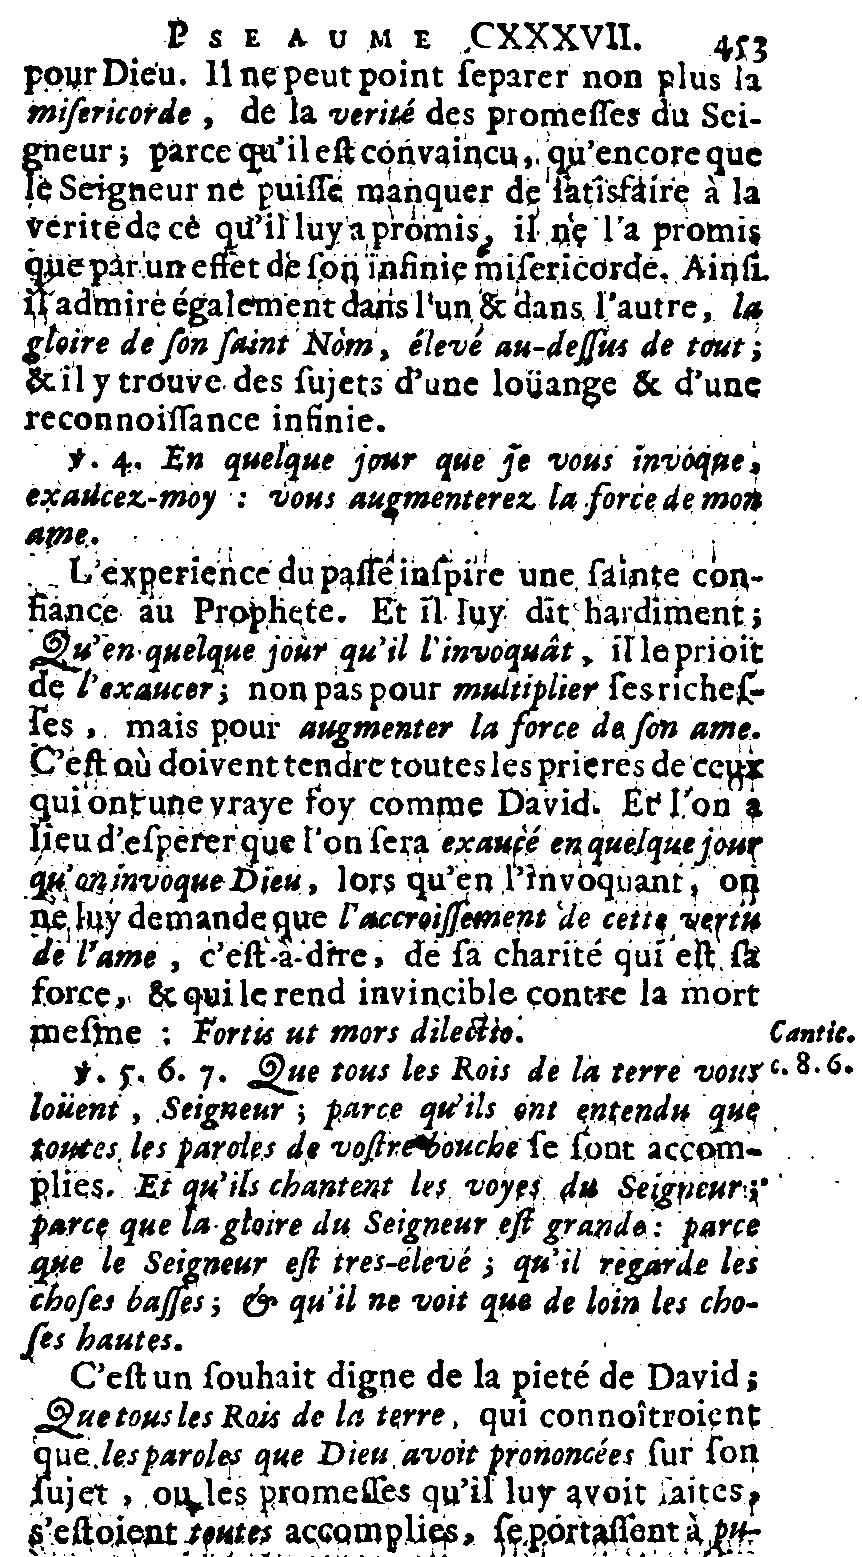 PSEAUME CXXXVII. 453
pour Dieu. Il ne peut point ſeparer non plus la
miſericorde, de la verité des promeſſes du Sei-
gneur; parce qu'il eſt convaincu, qu'encore que
le Seigneur ne puiſſe manquer de ſatisfaire à la
verité de ce qu'il luy a promis, il ne l'a promis
que par un effet de ſon infinie miſericorde. Ainſi
il admire également dans l'un & dans l'autre, la
gloire de ſon ſaint Nom, élevé au-deſſus de tout;
& il y trouve des ſujets d'une loüange & d'une
reconnoiſſance infinie.
℣. 4. En quelque jour que je vous invoque,
exaucez-moy : vous augmenterez la force de mon
ame.
L'experience du paſſé inſpire une ſainte con-
fiance au Prophete. Et il luy dit hardiment;
Qu'en quelque jour qu'il l'invoquât, il le prioit
de l'exaucer; non pas pour multiplier ſes richeſ-
ſes, mais pour augmenter la force de ſon ame.
C'eſt où doivent tendre toutes les prieres de ceux
qui ont une vraye foy comme David. Et l'on a
lieu d'eſperer que l'on ſera exaucé en quelque jour
qu'on invoque Dieu, lors qu'en l'invoquant, on
ne luy demande que l'accroiſſement de cette vertu
de l'ame, c'eſt-à-dire, de ſa charité qui eſt ſa
force, & qui le rend invincible contre la mort
meſme : Fortis ut mors dilectio.
Cantic.
c. 8. 6.
℣. 5. 6. 7. Que tous les Rois de la terre vous
loüent, Seigneur; parce qu'ils ont entendu que
toutes les paroles de voſtre bouche ſe ſont accom-
plies. Et qu'ils chantent les voyes du Seigneur;
parce que la gloire du Seigneur eſt grande: parce
que le Seigneur eſt tres-élevé; qu'il regarde les
choſes baſſes; & qu'il ne voit que de loin les cho-
ſes hautes.
C'eſt un ſouhait digne de la pieté de David;
Que tous les Rois de la terre, qui connoîtroient
que les paroles que Dieu avoit prononcées ſur ſon
ſujet, ou les promeſſes qu'il luy avoit faites,
s'eſtoient toutes accomplies, ſe portaſſent à pu-